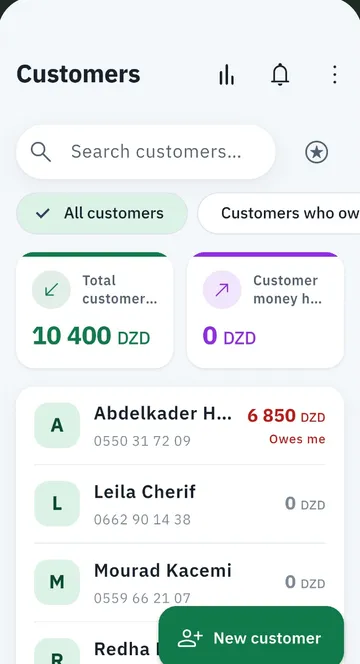 Customers
Search customers...
All customers
Customers who ow
Total
customer...
10 400 DZD
Customer
money h...
0 DZD
A
Abdelkader H...
6 850 DZD
0550 31 72 09
Owes me
L
Leila Cherif
0 DZD
0662 90 14 38
M
Mourad Kacemi
0 DZD
0559 66 21 07
R
Redha
New customer